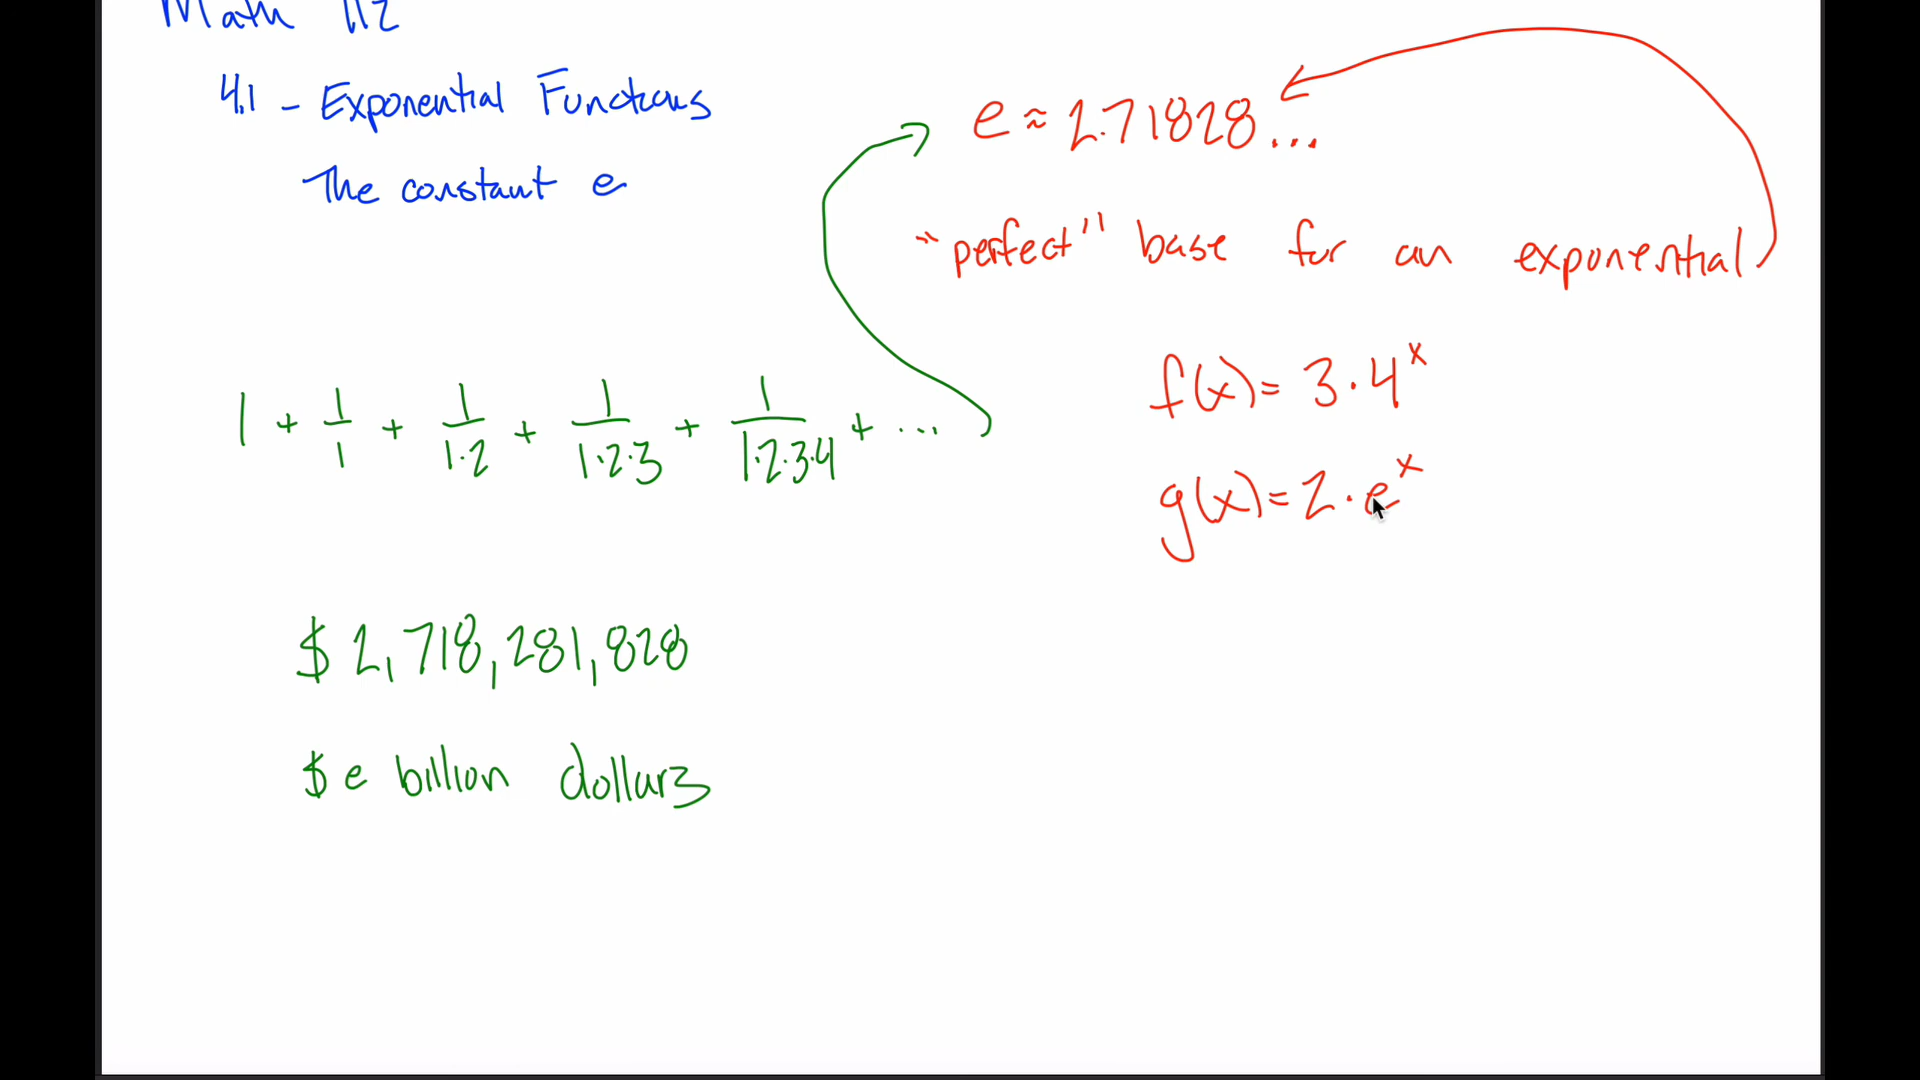 Math 112
4.1 - Exponential Functions
The constant e
e ≈ 2.71828...
"perfect" base for an exponential
1 + 1/1 + 1/1·2 + 1/1·2·3 + 1/1·2·3·4 + ...
f(x) = 3·4^x
g(x) = 2·e^x
$ 2,718,281,828
$ e billion dollars